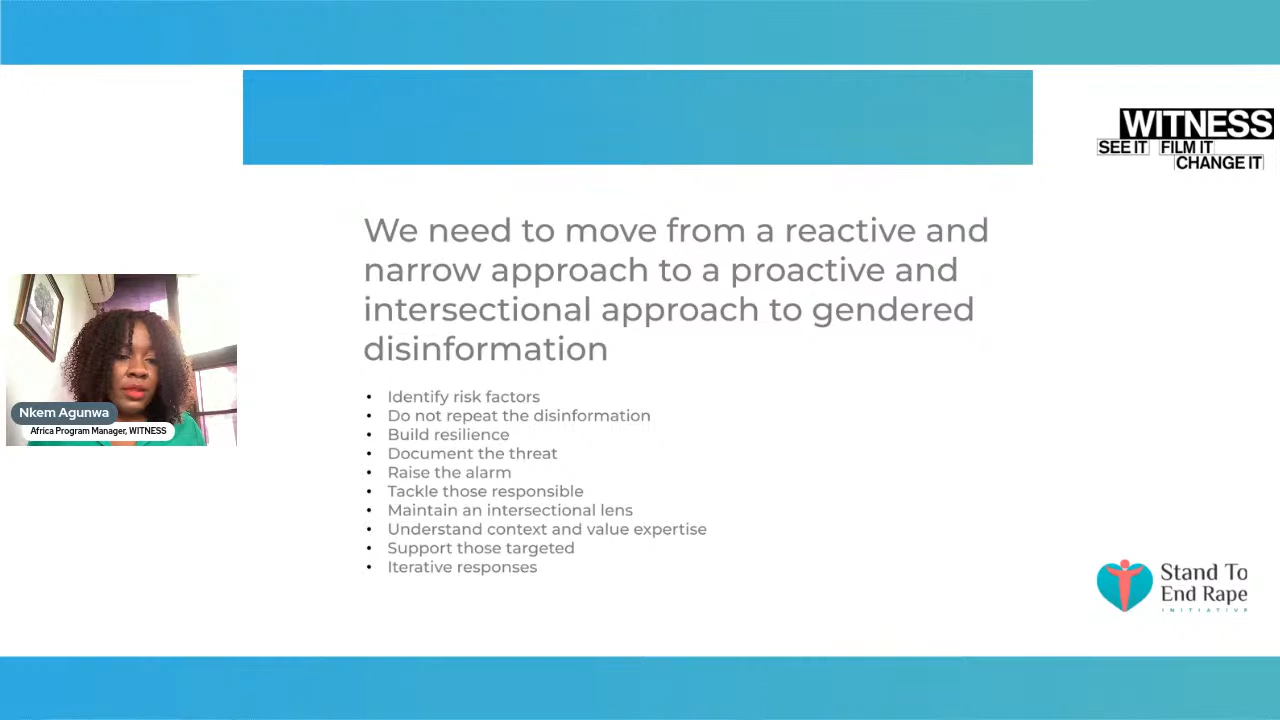 WITNESS
SEE IT FILM IT
CHANGE IT
We need to move from a reactive and
narrow approach to a proactive and
intersectional approach to gendered
disinformation
• Identify risk factors
• Do not repeat the disinformation
• Build resilience
• Document the threat
• Raise the alarm
• Tackle those responsible
• Maintain an intersectional lens
• Understand context and value expertise
• Support those targeted
• Iterative responses
Nkem Agunwa
Africa Program Manager, WITNESS
Stand To
End Rape
INITIATIVE